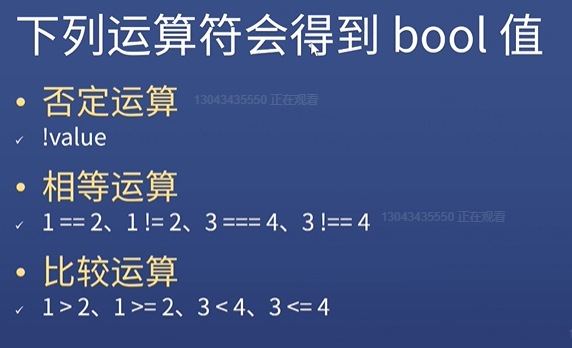 下列运算符会得到 bool 值
• 否定运算 13043435550 正在观看
✓ !value
• 相等运算
✓ 1 == 2、1 != 2、3 === 4、3 !== 4 13043435550 正在观看
• 比较运算
✓ 1 > 2、1 >= 2、3 < 4、3 <= 4